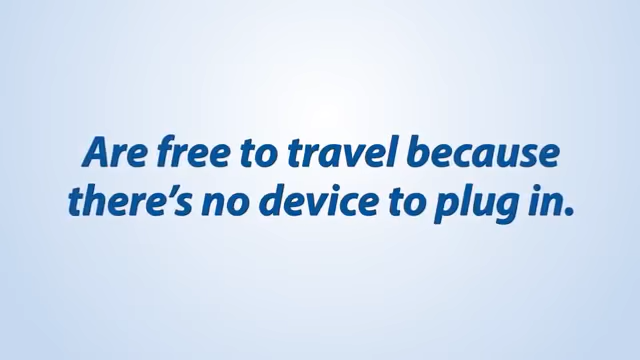 Are free to travel because
there’s no device to plug in.